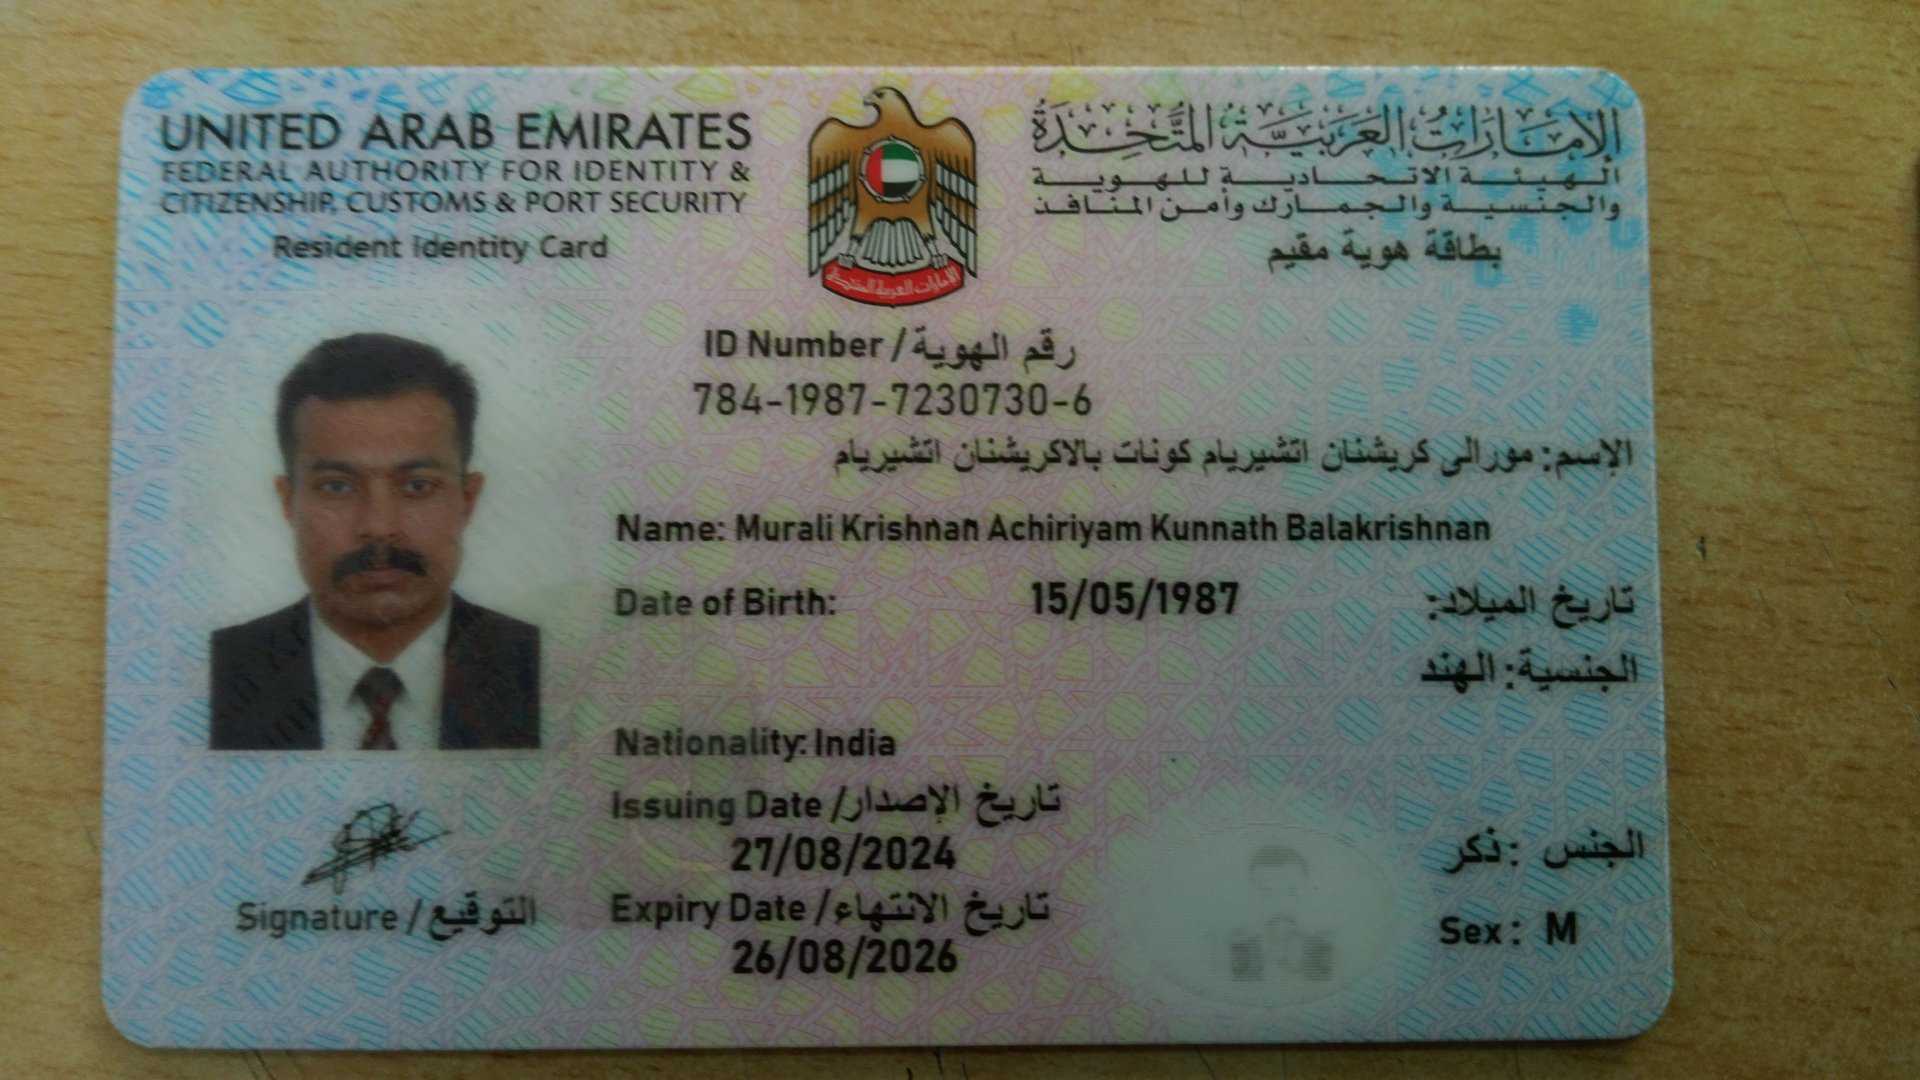 UNITED ARAB EMIRATES
FEDERAL AUTHORITY FOR IDENTITY &
CITIZENSHIP, CUSTOMS & PORT SECURITY
Resident Identity Card
الإمارات العربية المتحدة
الهيئة الاتحادية للهوية
والجنسية والجمارك وأمن المنافذ
بطاقة هوية مقيم
الإمارات العربية المتحدة
ID Number / رقم الهوية
784-1987-7230730-6
الإسم: مورالى كريشنان اتشيريام كونات بالاكريشنان اتشيريام
Name: Murali Krishnan Achiriyam Kunnath Balakrishnan
Date of Birth: 15/05/1987 تاريخ الميلاد:
الجنسية: الهند
Nationality: India
Issuing Date / تاريخ الإصدار
27/08/2024
Expiry Date / تاريخ الانتهاء
26/08/2026
الجنس : ذكر
Sex : M
Signature / التوقيع